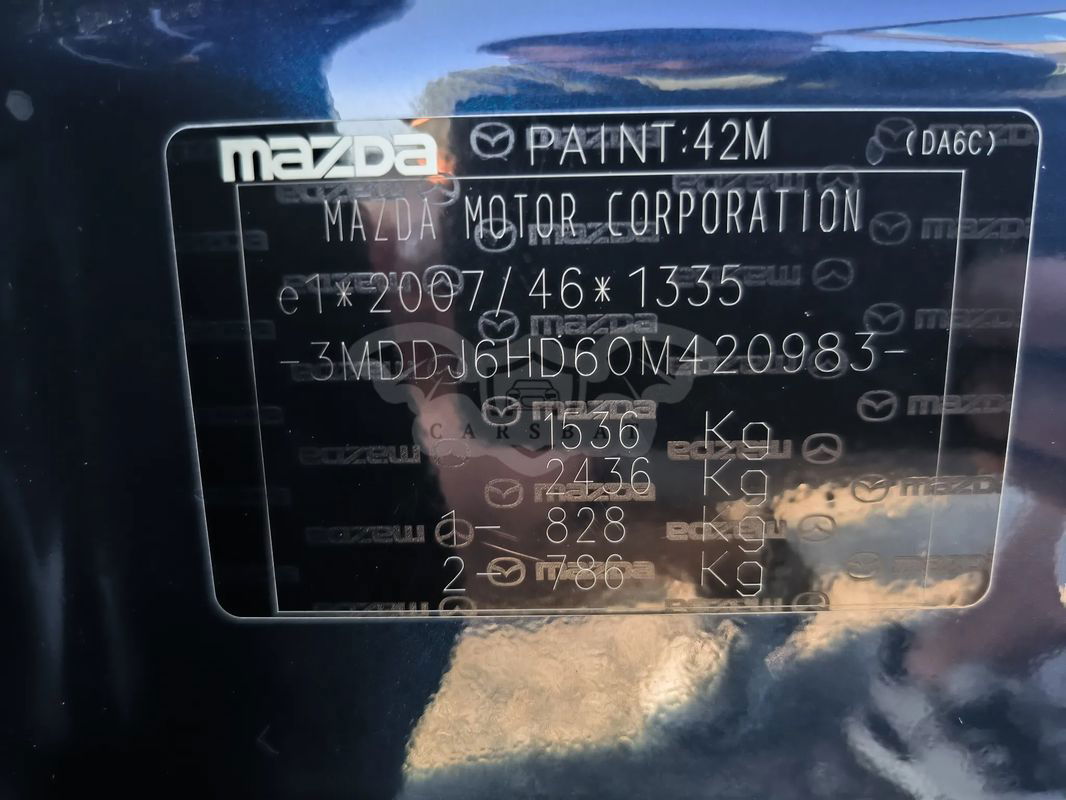 mazda PAINT:42M (DA6C)
MAZDA MOTOR CORPORATION
e1*2007/46*1335
-3MDDJ6HD60M420983-
CARSBAT
1536 Kg
2436 Kg
1- 828 kg
2- 786 Kg